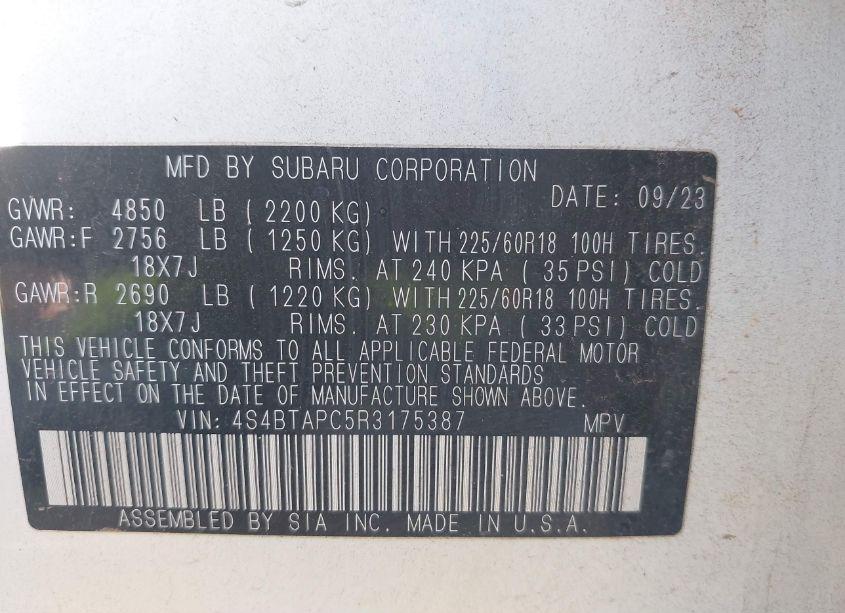 MFD BY SUBARU CORPORATION
DATE: 09/23
GVWR: 4850 LB ( 2200 KG)
GAWR:F 2756 LB ( 1250 KG) WITH 225/60R18 100H TIRES.
18X7J RIMS. AT 240 KPA ( 35 PSI) COLD
GAWR:R 2690 LB ( 1220 KG) WITH 225/60R18 100H TIRES.
18X7J RIMS. AT 230 KPA ( 33 PSI) COLD
THIS VEHICLE CONFORMS TO ALL APPLICABLE FEDERAL MOTOR
VEHICLE SAFETY AND THEFT PREVENTION STANDARDS
IN EFFECT ON THE DATE OF MANUFACTURE SHOWN ABOVE.
VIN: 4S4BTAPC5R3175387 MPV
ASSEMBLED BY SIA INC. MADE IN U.S.A.